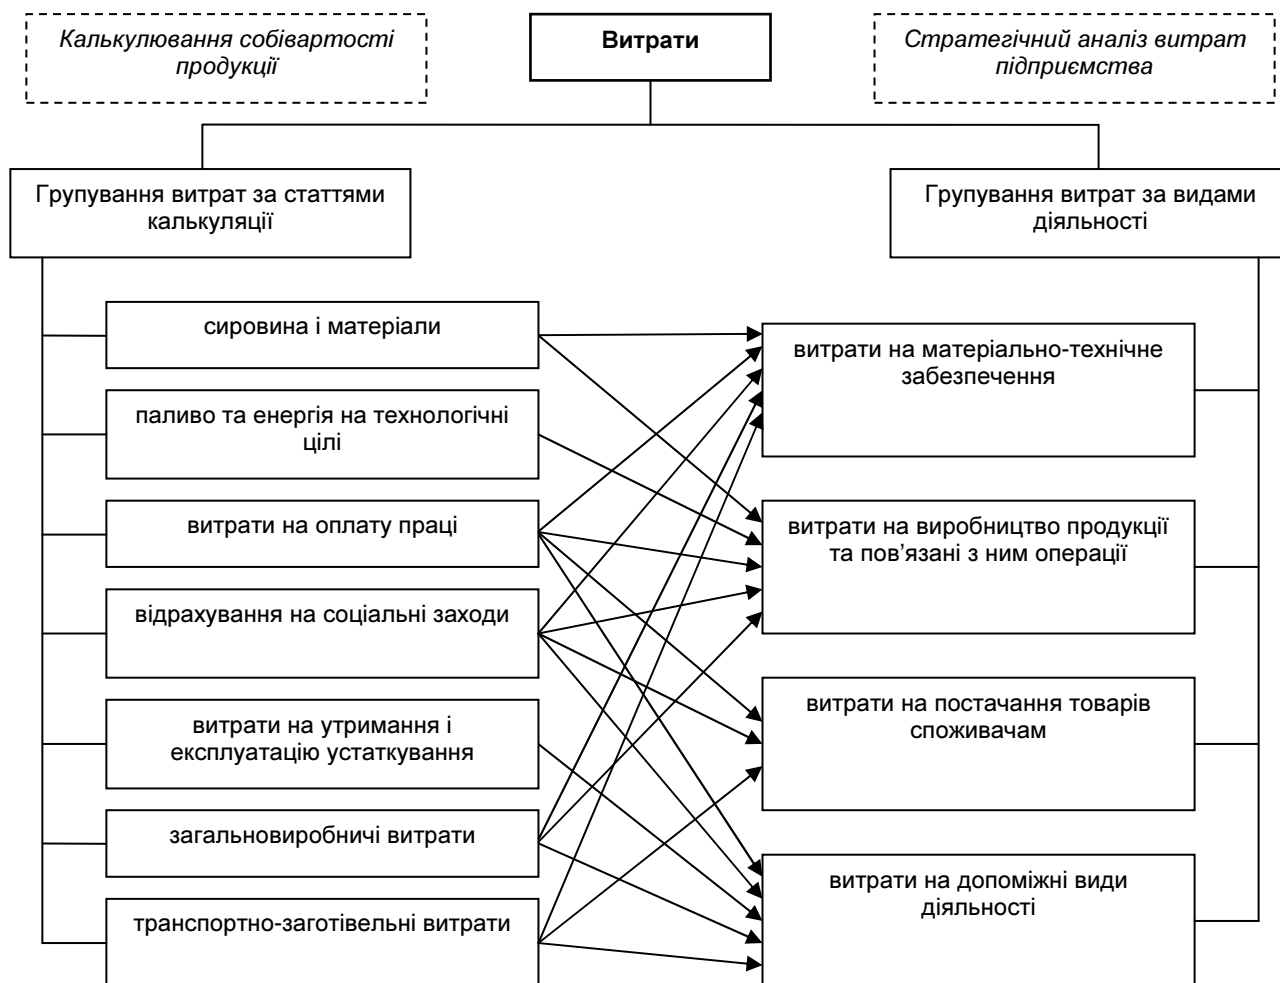 Калькулювання собівартості
продукції
Витрати
Стратегічний аналіз витрат
підприємства
Групування витрат за статтями
калькуляції
Групування витрат за видами
діяльності
сировина і матеріали
паливо та енергія на технологічні
цілі
витрати на оплату праці
відрахування на соціальні заходи
витрати на утримання і
експлуатацію устаткування
загальновиробничі витрати
транспортно-заготівельні витрати
витрати на матеріально-технічне
забезпечення
витрати на виробництво продукції
та пов’язані з ним операції
витрати на постачання товарів
споживачам
витрати на допоміжні види
діяльності